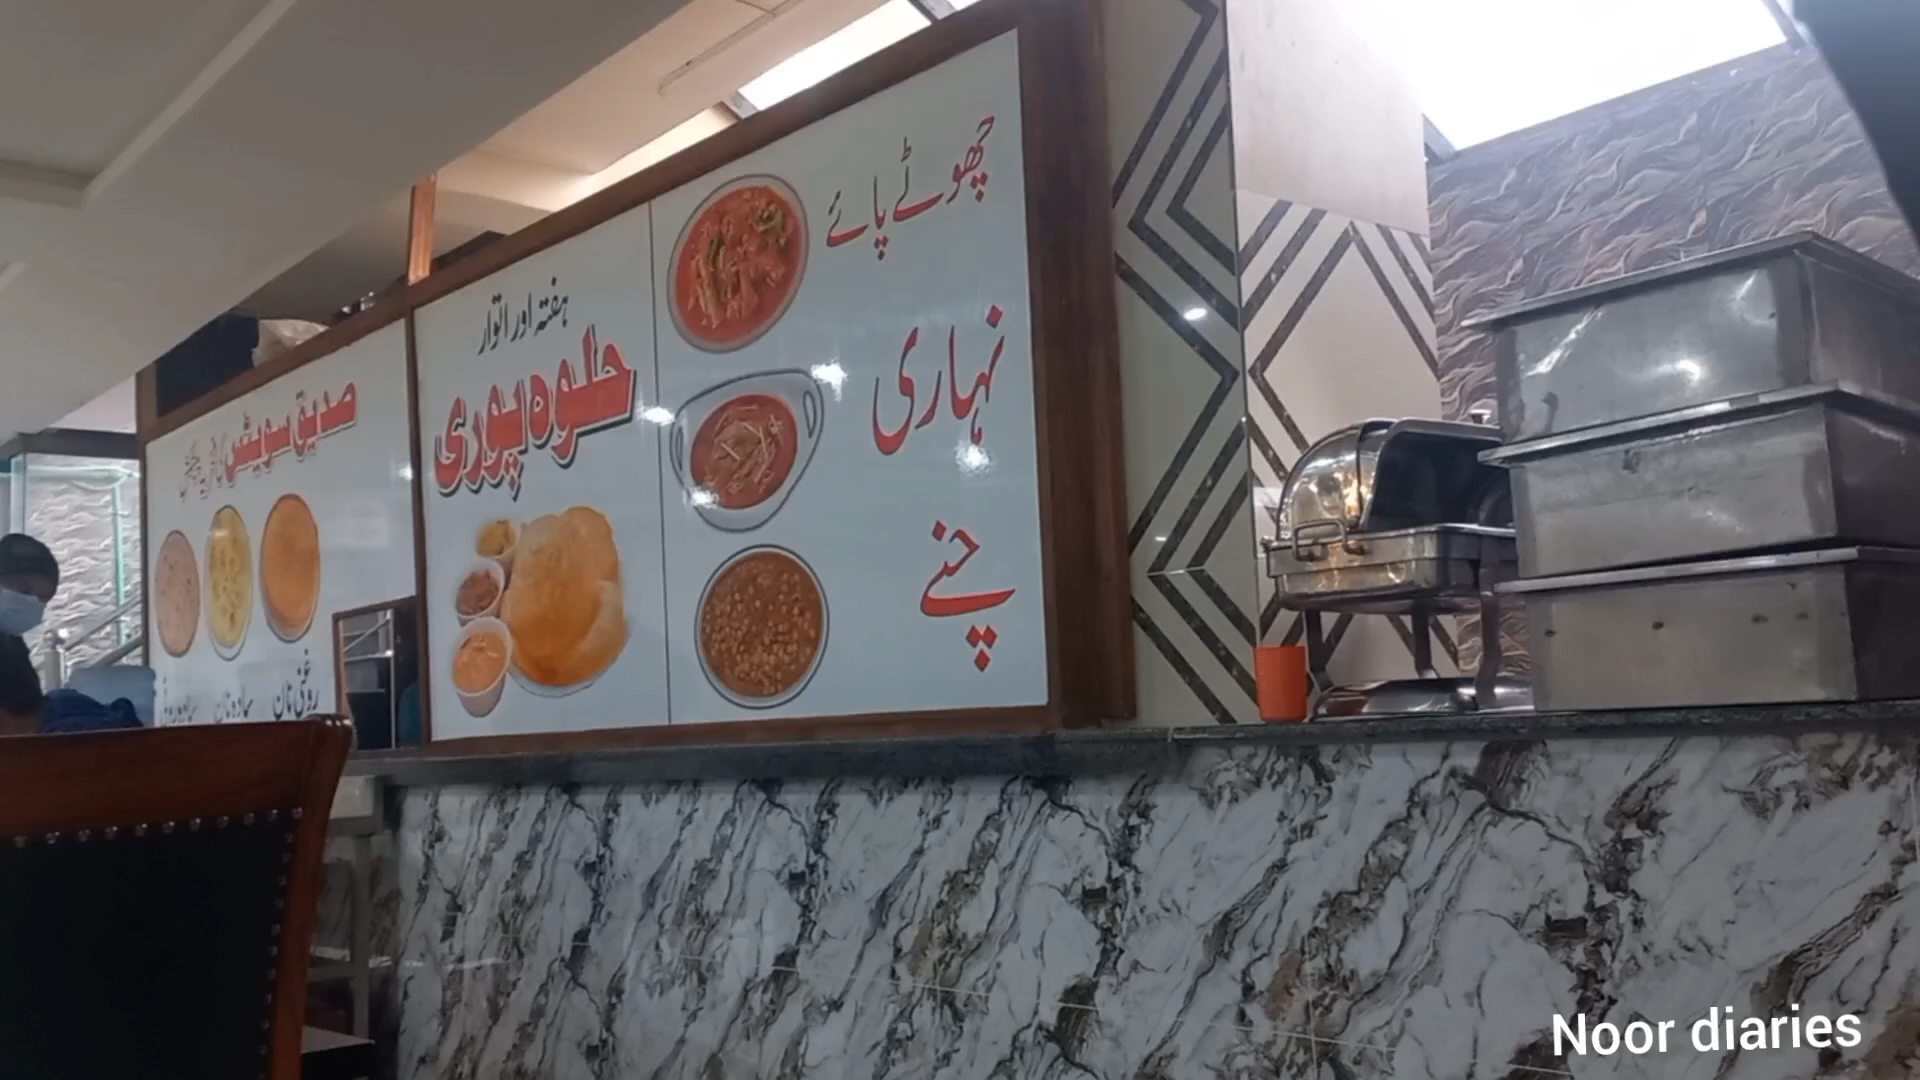 چھوٹے پائے
نہاری
چنے
ہفتہ اور اتوار
حلوہ پوری
صدیق سویٹس
روغنی نان
سادہ نان
Noor diaries